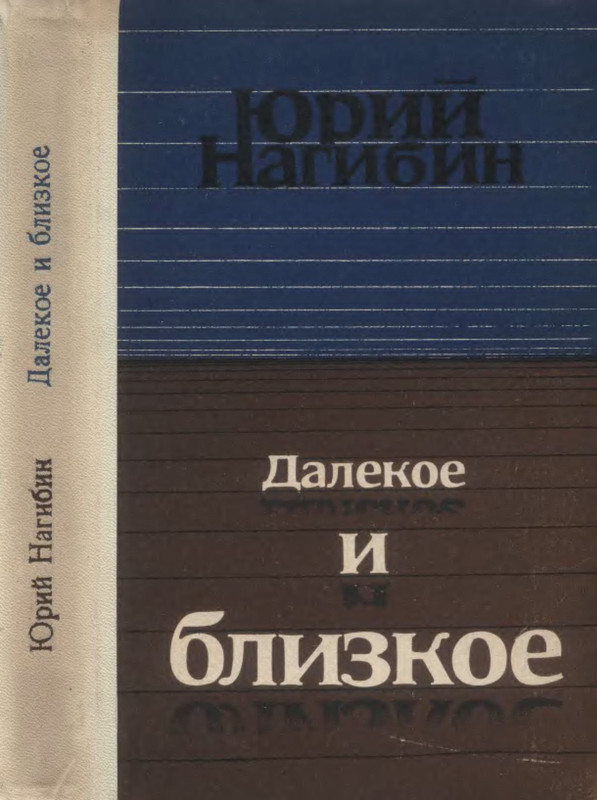 Юрий Нагибин Далекое и близкое
Юрий
Нагибин
Далекое
и
близкое